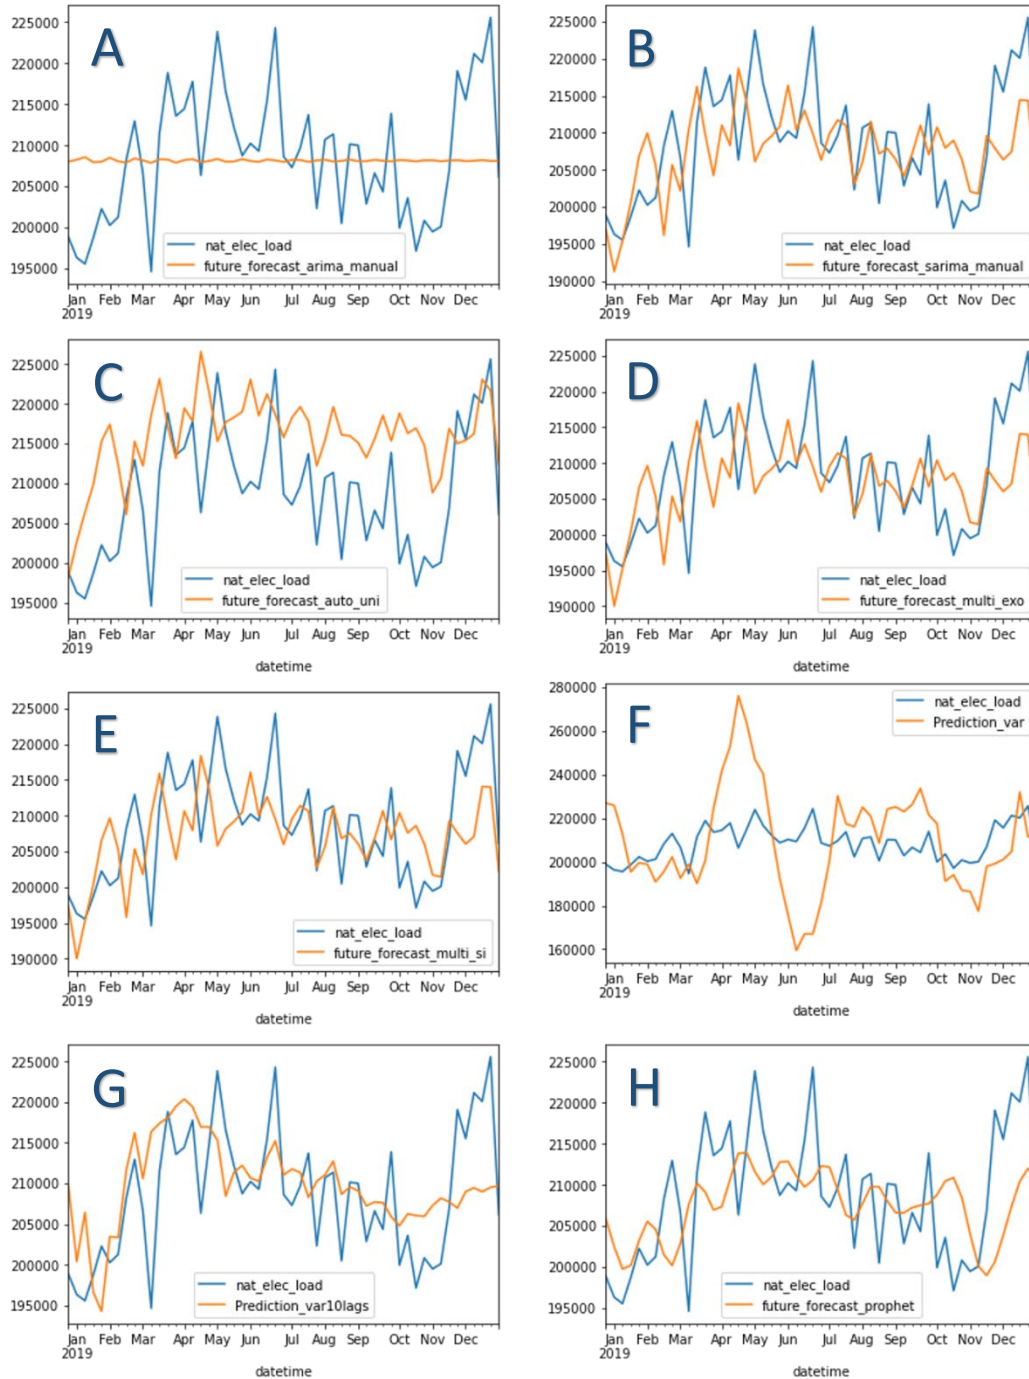 A
225000
220000
215000
210000
205000
200000
195000
nat_elec_load
future_forecast_arima_manual
Jan Feb Mar Apr May Jun Jul Aug Sep Oct Nov Dec
2019
B
225000
220000
215000
210000
205000
200000
195000
190000
nat_elec_load
future_forecast_sarima_manual
Jan Feb Mar Apr May Jun Jul Aug Sep Oct Nov Dec
2019
C
225000
220000
215000
210000
205000
200000
195000
nat_elec_load
future_forecast_auto_uni
Jan Feb Mar Apr May Jun Jul Aug Sep Oct Nov Dec
2019
datetime
D
225000
220000
215000
210000
205000
200000
195000
190000
nat_elec_load
future_forecast_multi_exo
Jan Feb Mar Apr May Jun Jul Aug Sep Oct Nov Dec
2019
datetime
E
225000
220000
215000
210000
205000
200000
195000
190000
nat_elec_load
future_forecast_multi_si
Jan Feb Mar Apr May Jun Jul Aug Sep Oct Nov Dec
2019
datetime
F
280000
260000
240000
220000
200000
180000
160000
nat_elec_load
Prediction_var
Jan Feb Mar Apr May Jun Jul Aug Sep Oct Nov Dec
2019
datetime
G
225000
220000
215000
210000
205000
200000
195000
nat_elec_load
Prediction_var10lags
Jan Feb Mar Apr May Jun Jul Aug Sep Oct Nov Dec
2019
datetime
H
225000
220000
215000
210000
205000
200000
195000
nat_elec_load
future_forecast_prophet
Jan Feb Mar Apr May Jun Jul Aug Sep Oct Nov Dec
2019
datetime